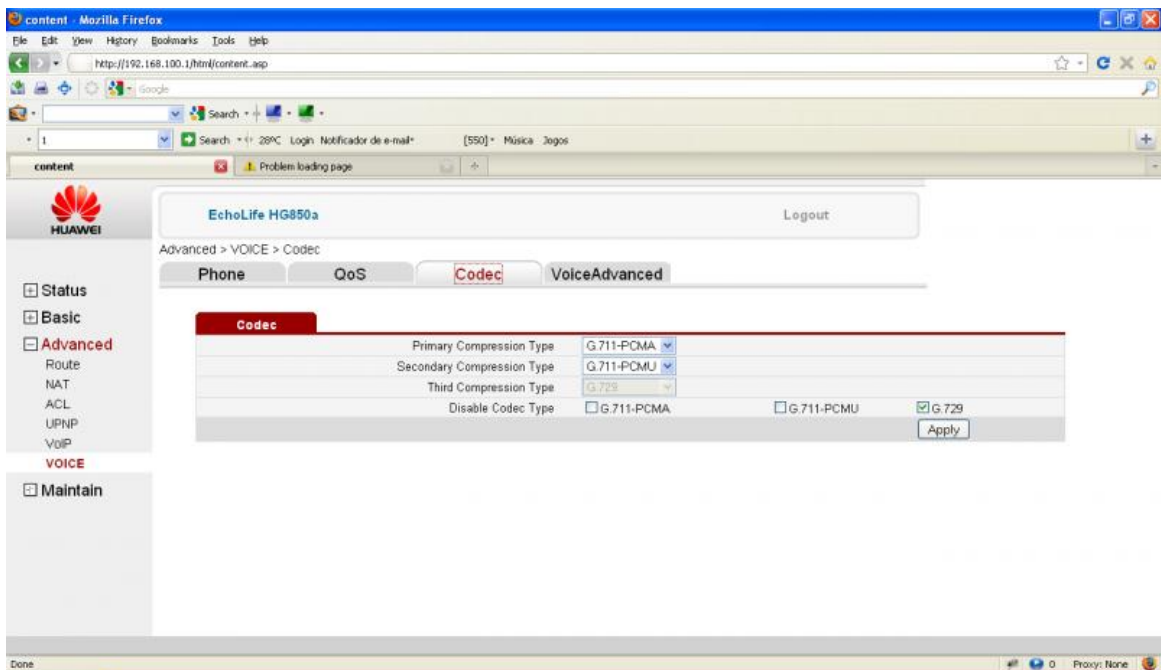 content - Mozilla Firefox
File Edit View History Bookmarks Tools Help
http://192.168.100.1/html/content.asp
Google
Search
1 Search 28ºC Login Notificador de e-mail [550] Música Jogos
content Problem loading page
HUAWEI
EchoLife HG850a Logout
Advanced > VOICE > Codec
Phone QoS Codec VoiceAdvanced
Status
Basic
Advanced
Route
NAT
ACL
UPNP
VoIP
VOICE
Maintain
Codec
Primary Compression Type G.711-PCMA
Secondary Compression Type G.711-PCMU
Third Compression Type G.729
Disable Codec Type G.711-PCMA G.711-PCMU G.729
Apply
Done 0 Proxy: None